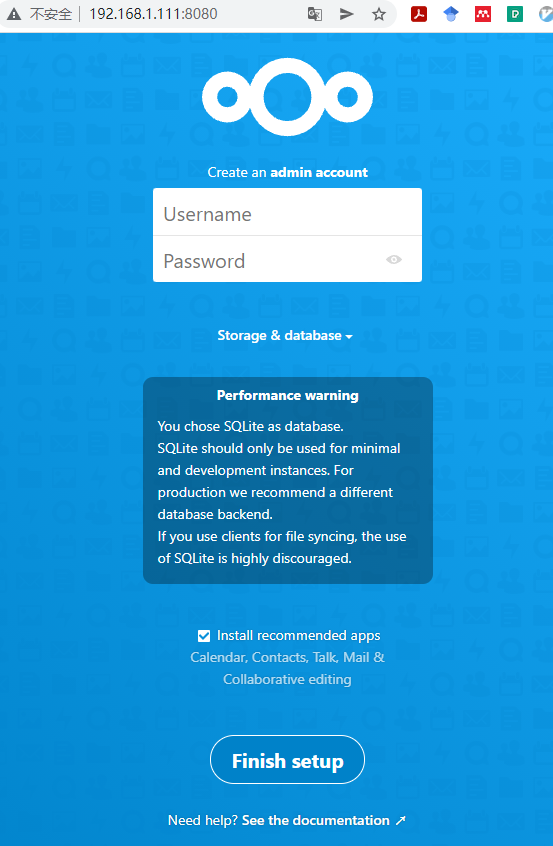 不安全 192.168.1.111:8080
Create an admin account
Username
Password
Storage & database
Performance warning
You chose SQLite as database.
SQLite should only be used for minimal
and development instances. For
production we recommend a different
database backend.
If you use clients for file syncing, the use
of SQLite is highly discouraged.
Install recommended apps
Calendar, Contacts, Talk, Mail &
Collaborative editing
Finish setup
Need help? See the documentation ↗